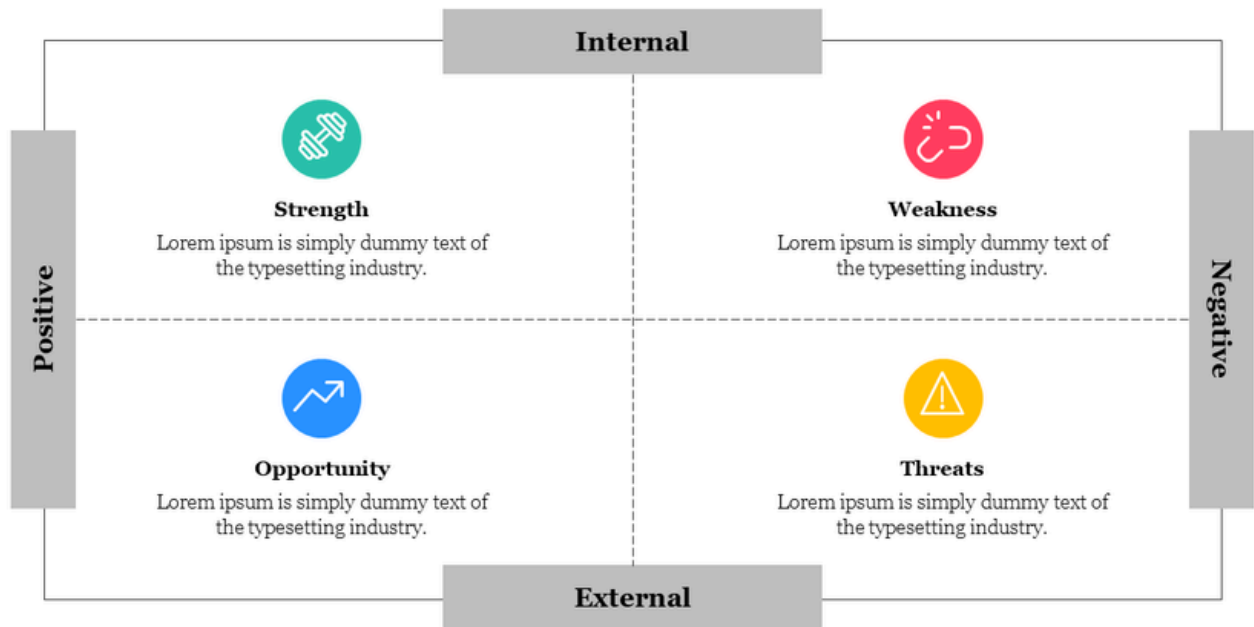 Internal
Strength
Lorem ipsum is simply dummy text of
the typesetting industry.
Weakness
Lorem ipsum is simply dummy text of
the typesetting industry.
Positive
Negative
Opportunity
Lorem ipsum is simply dummy text of
the typesetting industry.
Threats
Lorem ipsum is simply dummy text of
the typesetting industry.
External